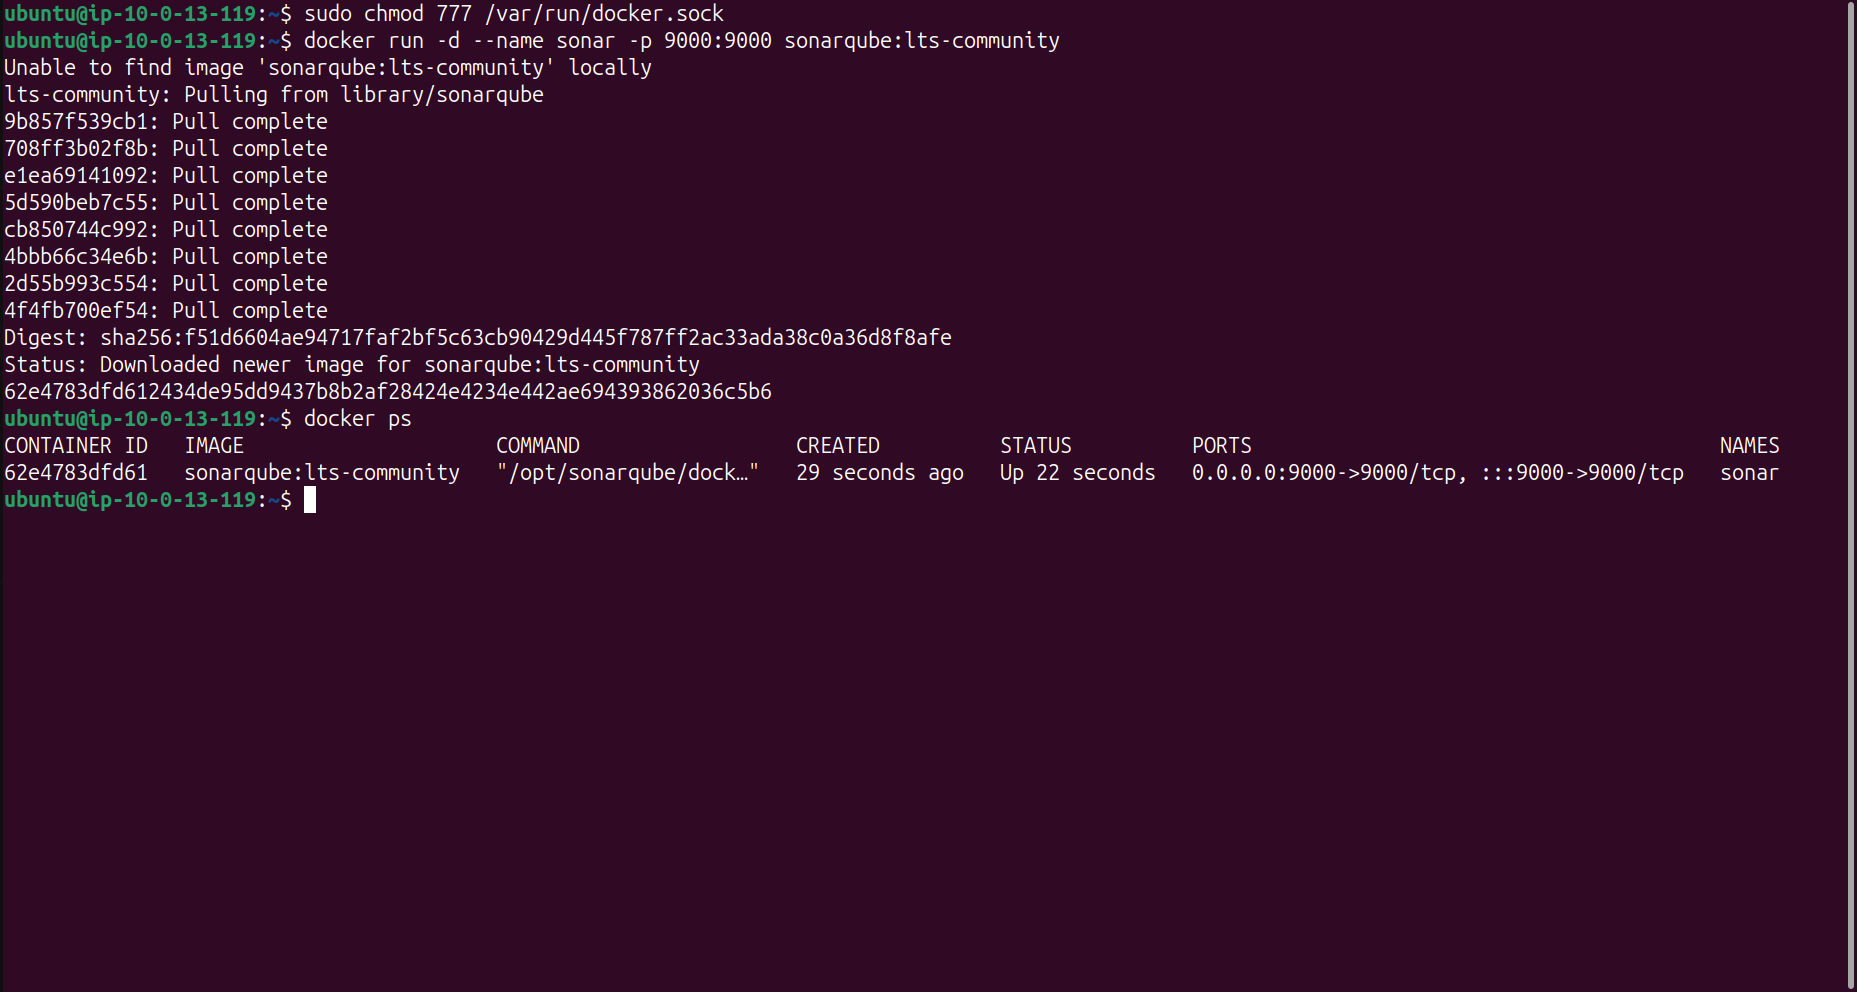 ubuntu@ip-10-0-13-119:~$ sudo chmod 777 /var/run/docker.sock
ubuntu@ip-10-0-13-119:~$ docker run -d --name sonar -p 9000:9000 sonarqube:lts-community
Unable to find image 'sonarqube:lts-community' locally
lts-community: Pulling from library/sonarqube
9b857f539cb1: Pull complete
708ff3b02f8b: Pull complete
e1ea69141092: Pull complete
5d590beb7c55: Pull complete
cb850744c992: Pull complete
4bbb66c34e6b: Pull complete
2d55b993c554: Pull complete
4f4fb700ef54: Pull complete
Digest: sha256:f51d6604ae94717faf2bf5c63cb90429d445f787ff2ac33ada38c0a36d8f8afe
Status: Downloaded newer image for sonarqube:lts-community
62e4783dfd612434de95dd9437b8b2af28424e4234e442ae694393862036c5b6
ubuntu@ip-10-0-13-119:~$ docker ps
CONTAINER ID   IMAGE                     COMMAND                  CREATED          STATUS          PORTS                                       NAMES
62e4783dfd61   sonarqube:lts-community   "/opt/sonarqube/dock…"   29 seconds ago   Up 22 seconds   0.0.0.0:9000->9000/tcp, :::9000->9000/tcp   sonar
ubuntu@ip-10-0-13-119:~$